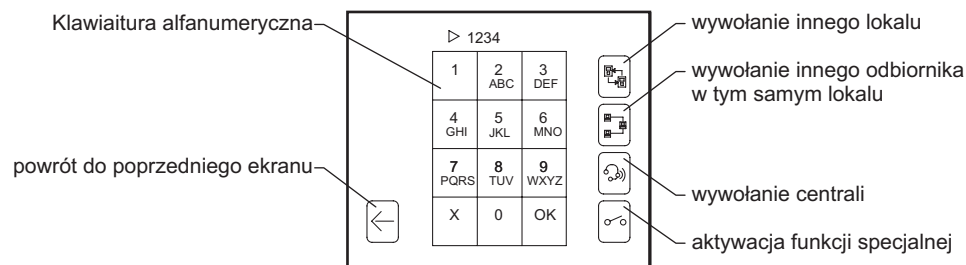 Klawiaitura alfanumeryczna
wywołanie innego lokalu
▷ 1234
1
2
3
ABC
DEF
wywołanie innego odbiornika
w tym samym lokalu
4
5
6
GHI
JKL
MNO
powrót do poprzedniego ekranu
7
8
9
PQRS
TUV
WXYZ
wywołanie centrali
X
0
OK
aktywacja funkcji specjalnej